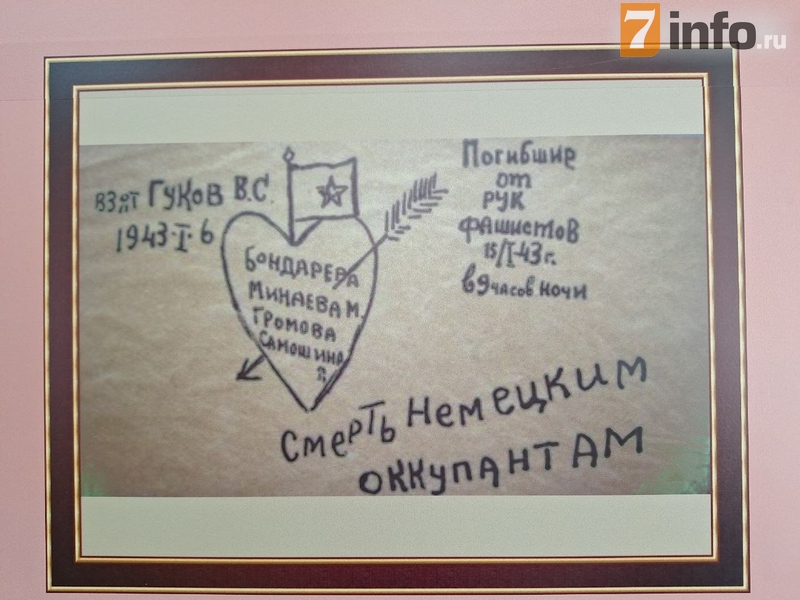 7info.ru
взят Гуков В.С.
1943·I·6
Бондарева
Минаева М.
Громова
Самошина
Погибшие
от
рук
фашистов
15/I-43г.
в 9 часов ночи
Смерть немецким
оккупантам